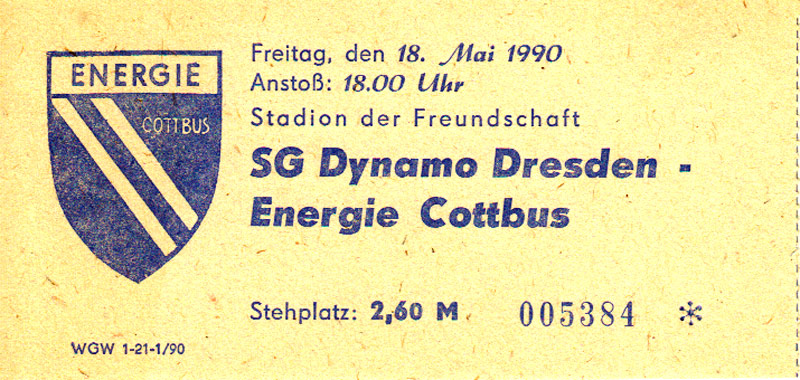 ENERGIE
COTTBUS
Freitag, den 18. Mai 1990
Anstoß: 18.00 Uhr
Stadion der Freundschaft
SG Dynamo Dresden -
Energie Cottbus
Stehplatz: 2,60 M 005384 *
WGW 1-21-1/90